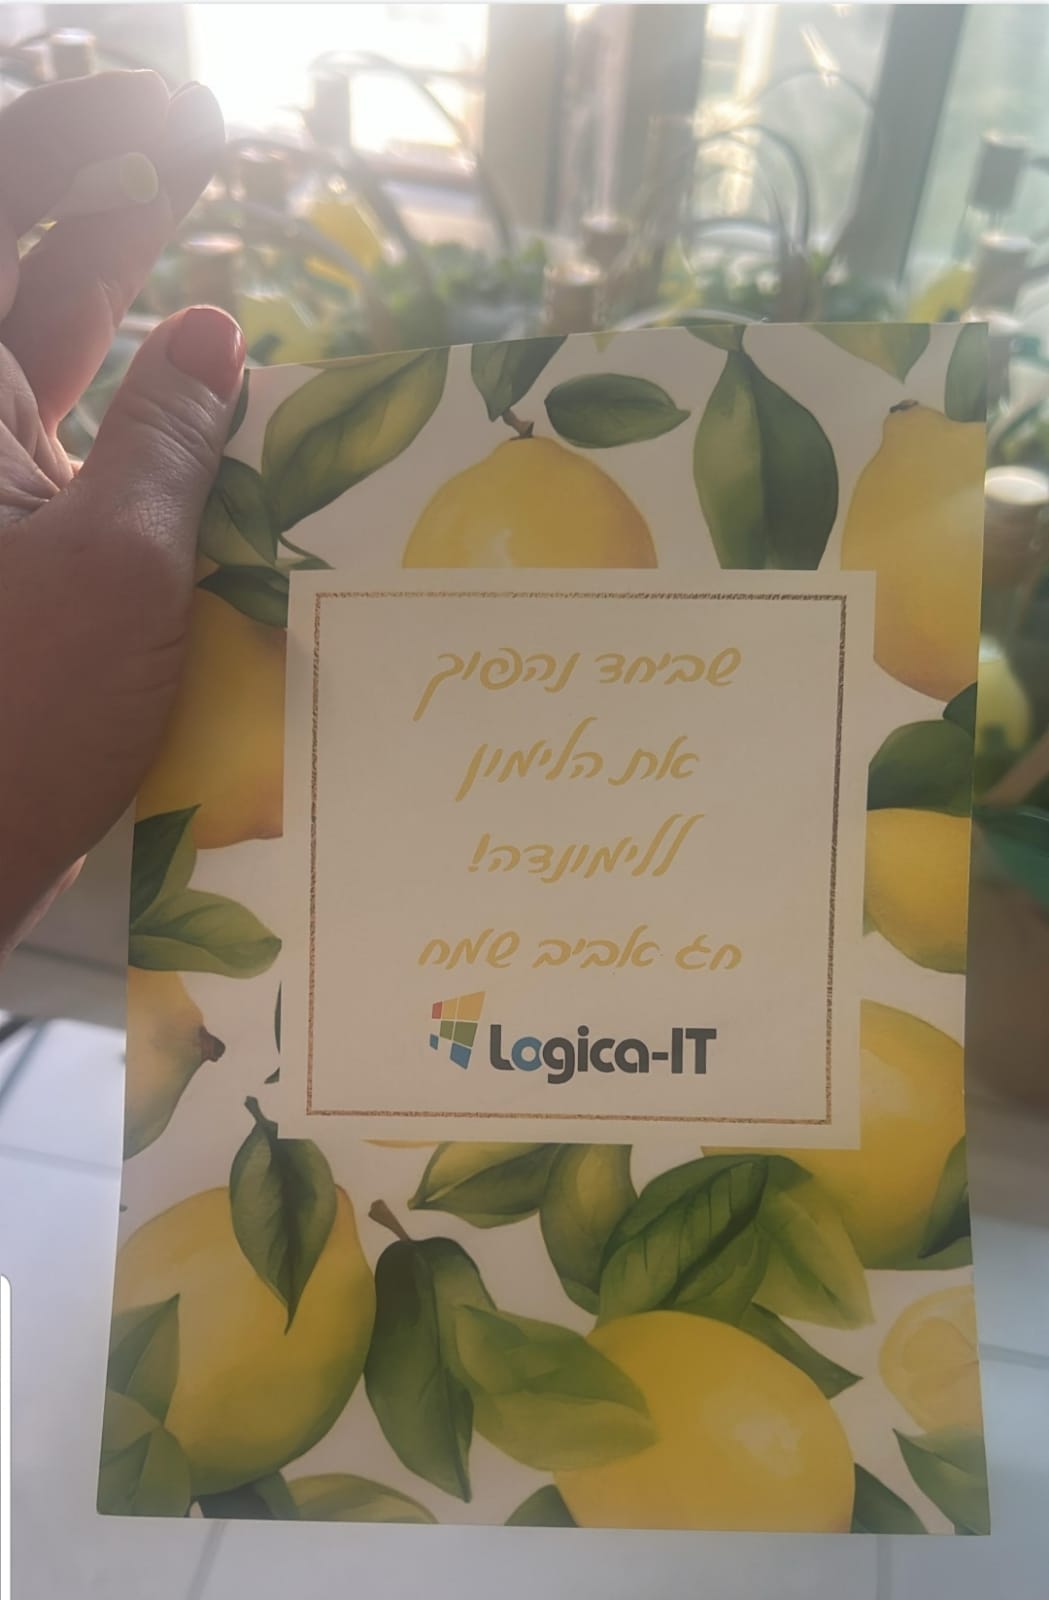 שביחד נהפוך
את הלימון
ללימונדה!
חג אביב שמח
Logica-IT